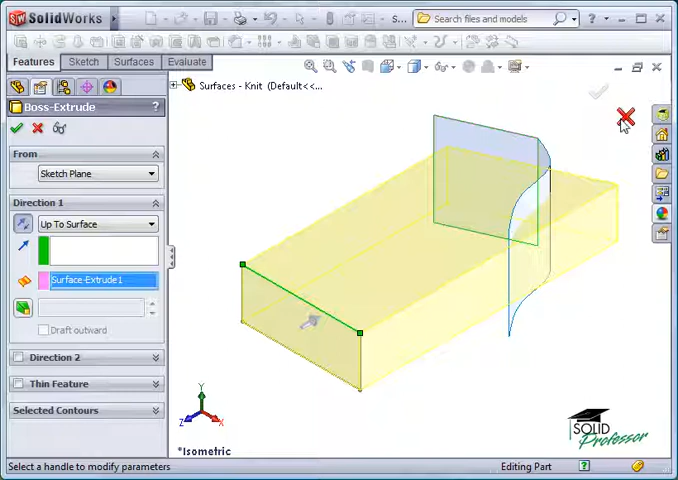 SolidWorks
S...
Search files and models
Features
Sketch
Surfaces
Evaluate
Surfaces - Knit (Default<<...
Boss-Extrude
?
From
Sketch Plane
Direction 1
Up To Surface
Surface-Extrude1
Draft outward
Direction 2
Thin Feature
Selected Contours
Y
Z
X
*Isometric
SOLID
Professor
Select a handle to modify parameters
Editing Part
?